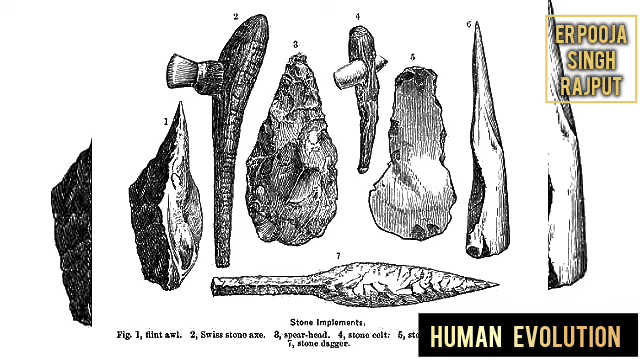 2
4
3
5
6
1
7
ER POOJA
SINGH
RAJPUT
Stone Implements.
Fig. 1, flint awl. 2, Swiss stone axe. 3, spear-head. 4, stone celt: 5,
7, stone dagger.
HUMAN EVOLUTION